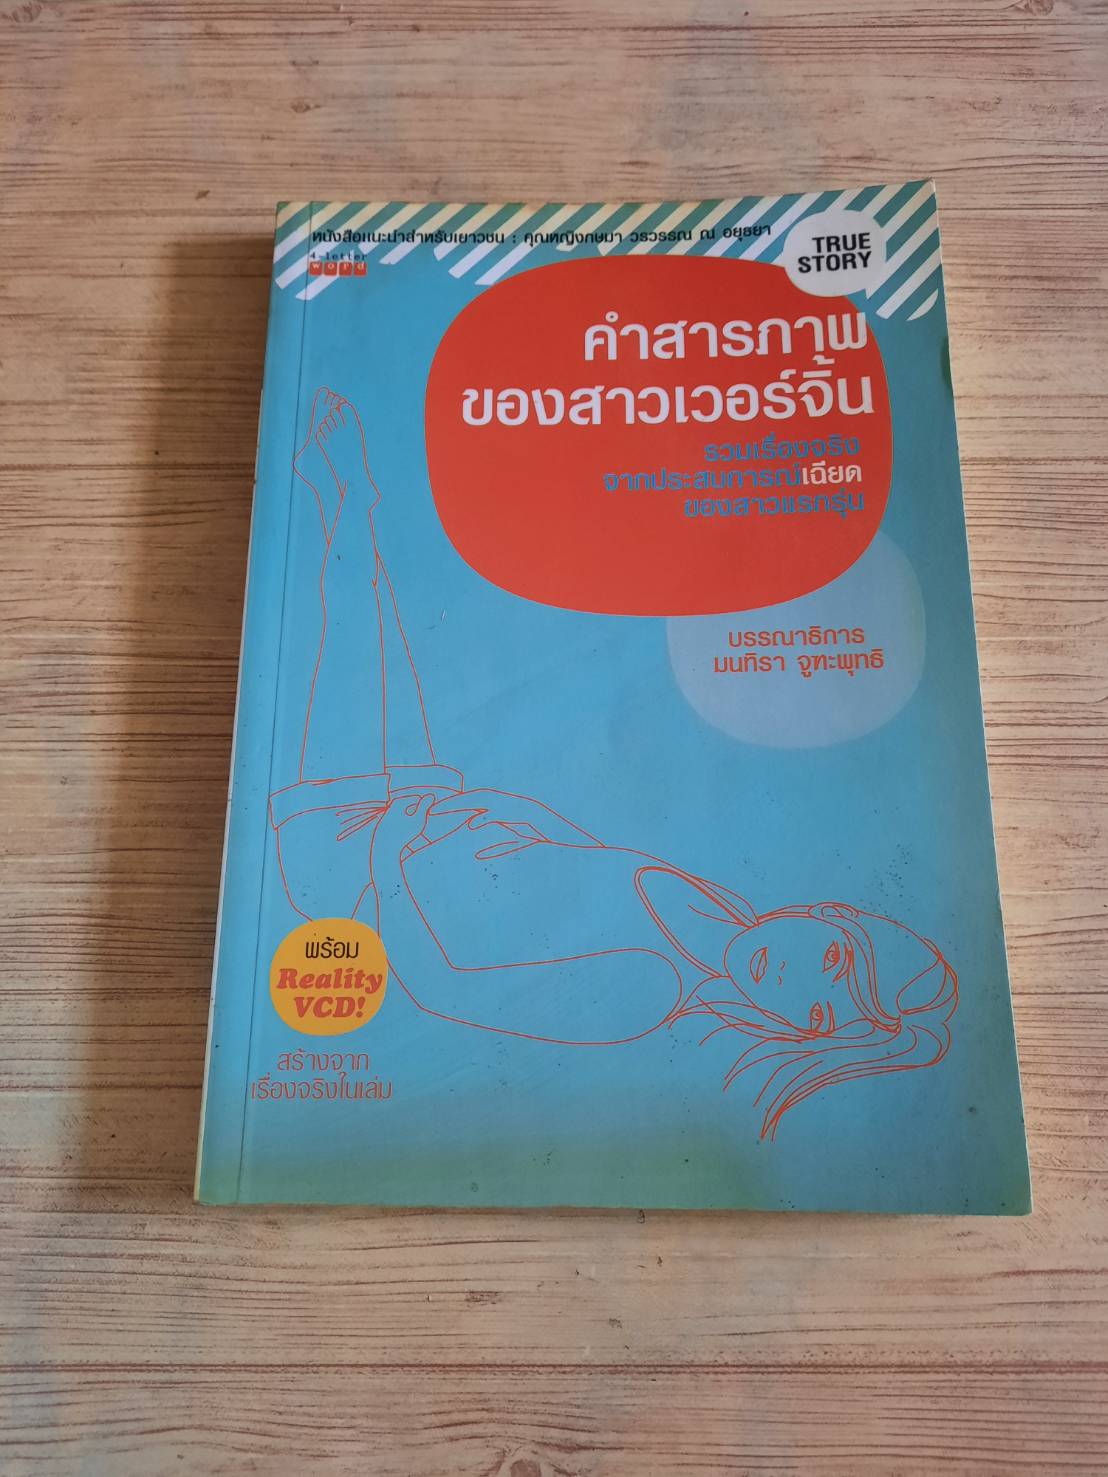 หนังสือแนะนำสำหรับเยาวชน : คุณหญิงกษมา วรวรรณ ณ อยุธยา
4-letter
word
TRUE
STORY
คำสารภาพ
ของสาวเวอร์จิ้น
รวมเรื่องจริง
จากประสบการณ์เฉียด
ของสาวแรกรุ่น
บรรณาธิการ
มนทิรา จูฑะพุทธิ
พร้อม
Reality
VCD!
สร้างจาก
เรื่องจริงในเล่ม